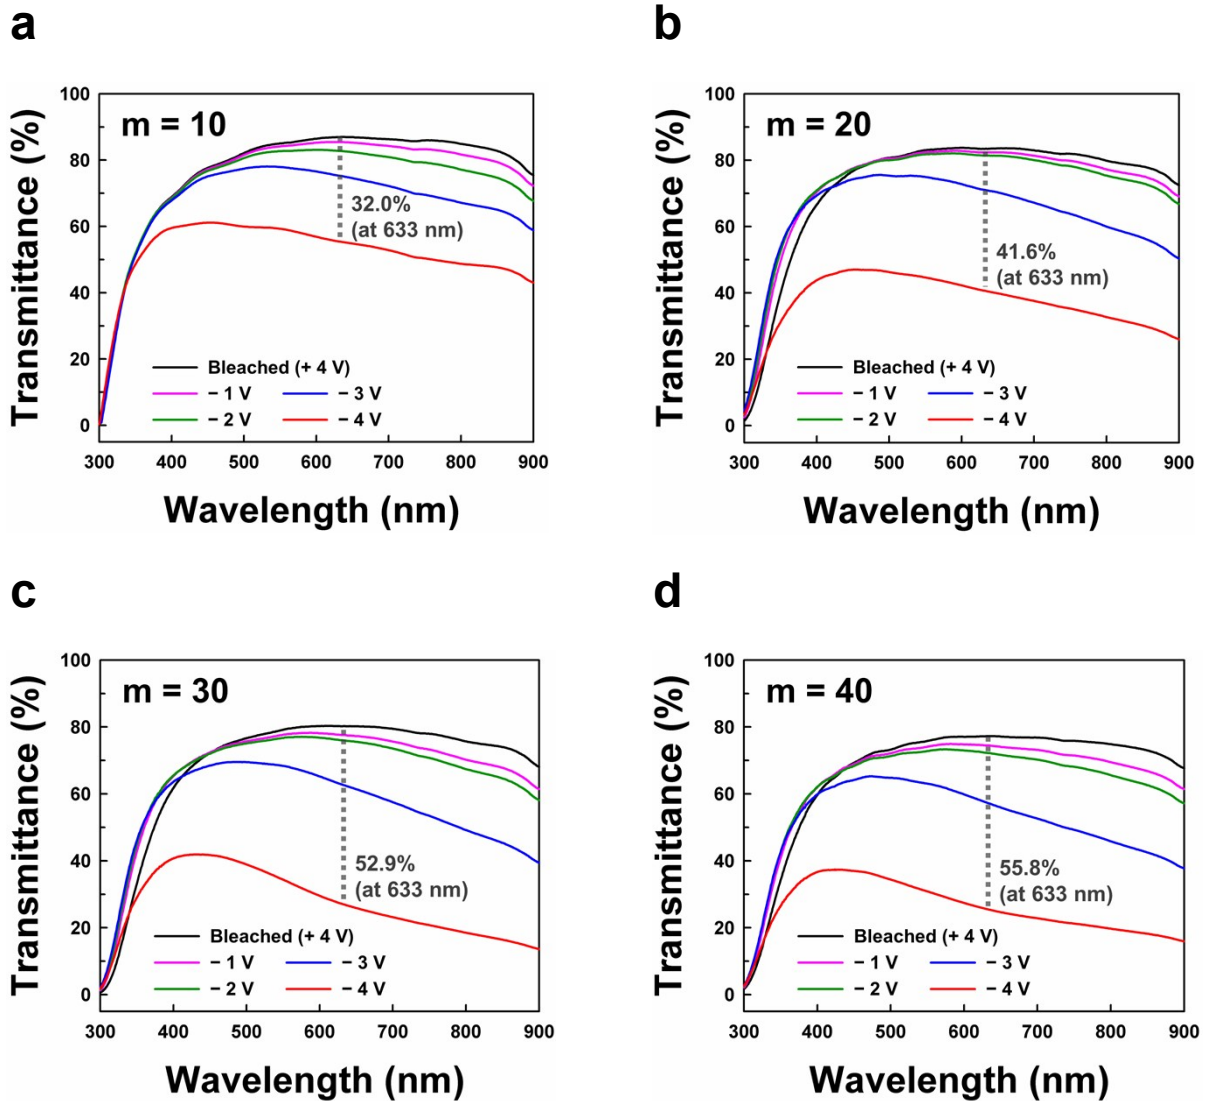 a
b
Transmittance (%)
100
80
60
40
20
0
m = 10
32.0%
(at 633 nm)
Bleached (+ 4 V)
− 1 V
− 3 V
− 2 V
− 4 V
300 400 500 600 700 800 900
Wavelength (nm)
Transmittance (%)
100
80
60
40
20
0
m = 20
41.6%
(at 633 nm)
Bleached (+ 4 V)
− 1 V
− 3 V
− 2 V
− 4 V
300 400 500 600 700 800 900
Wavelength (nm)
c
d
Transmittance (%)
100
80
60
40
20
0
m = 30
52.9%
(at 633 nm)
Bleached (+ 4 V)
− 1 V
− 3 V
− 2 V
− 4 V
300 400 500 600 700 800 900
Wavelength (nm)
Transmittance (%)
100
80
60
40
20
0
m = 40
55.8%
(at 633 nm)
Bleached (+ 4 V)
− 1 V
− 3 V
− 2 V
− 4 V
300 400 500 600 700 800 900
Wavelength (nm)